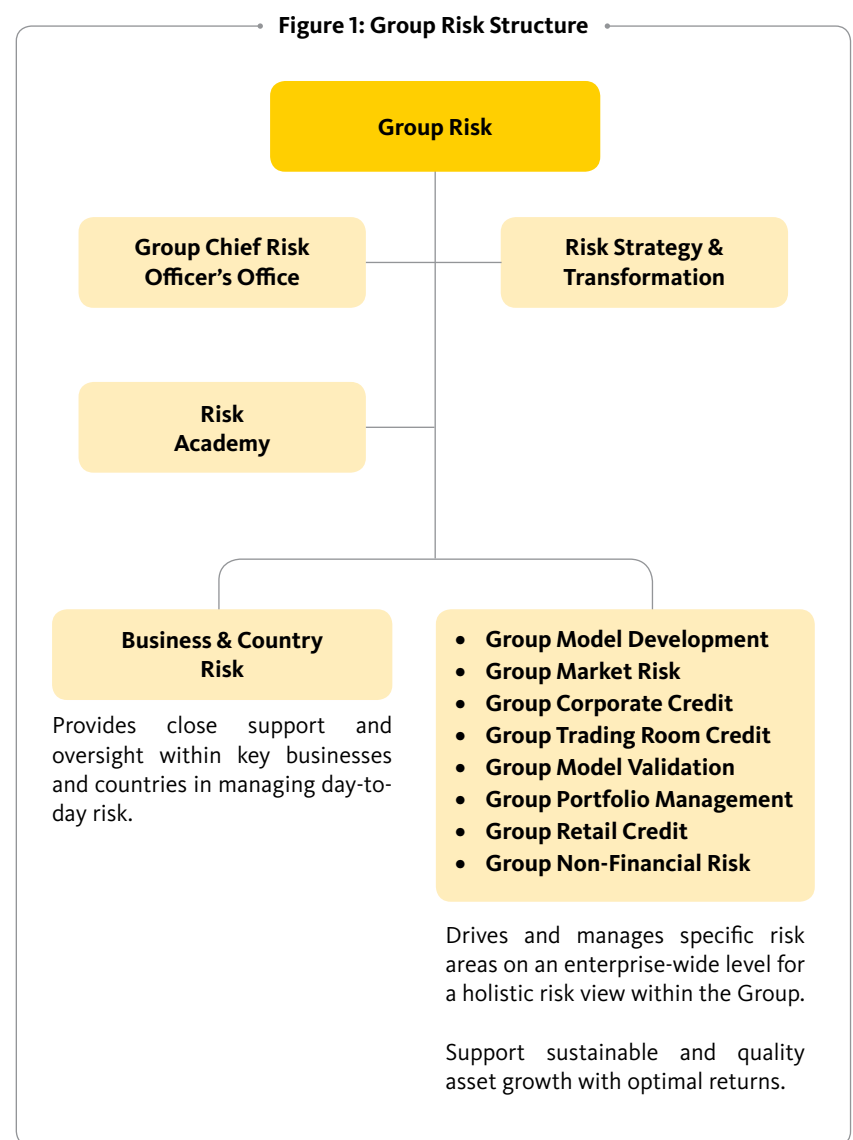 Figure 1: Group Risk Structure
Group Risk
Group Chief Risk
Officer's Office
Risk Strategy &
Transformation
Risk
Academy
Business & Country
Risk
Provides close support and
oversight within key businesses
and countries in managing day-to-
day risk.
• Group Model Development
• Group Market Risk
• Group Corporate Credit
• Group Trading Room Credit
• Group Model Validation
• Group Portfolio Management
• Group Retail Credit
• Group Non-Financial Risk
Drives and manages specific risk
areas on an enterprise-wide level for
a holistic risk view within the Group.
Support sustainable and quality
asset growth with optimal returns.